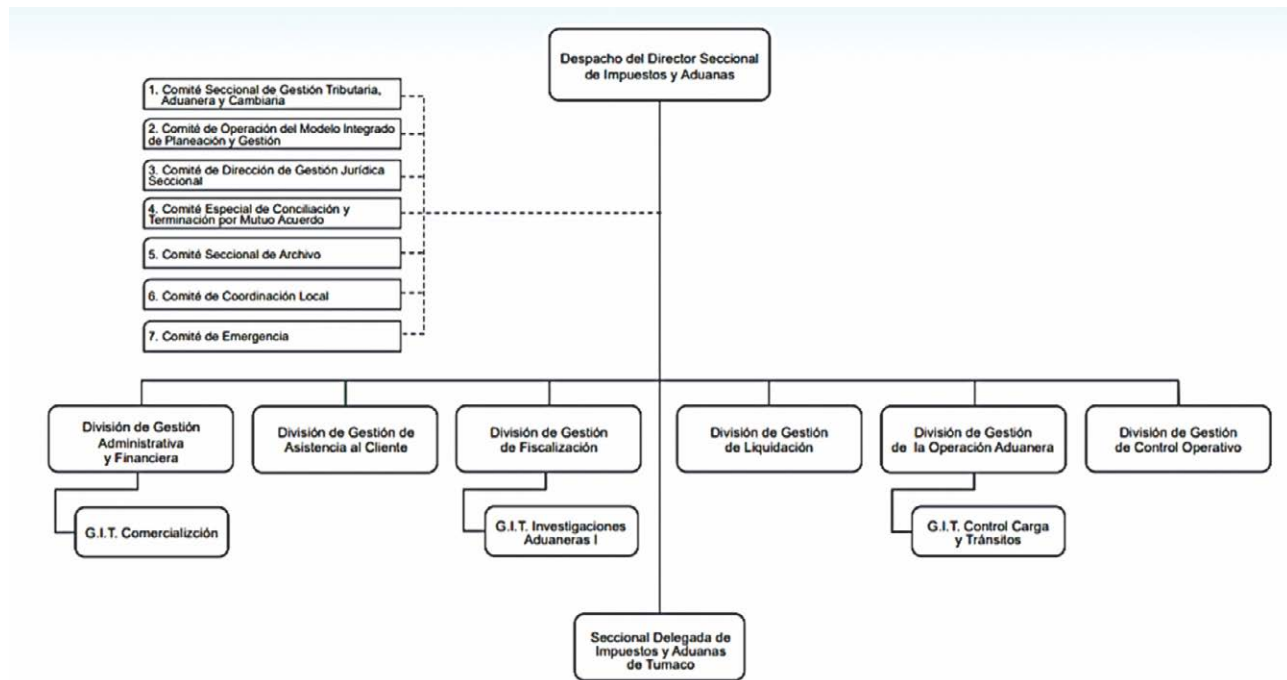 Despacho del Director Seccional
de Impuestos y Aduanas
1. Comité Seccional de Gestión Tributaria,
Aduanera y Cambiaria
2. Comité de Operación del Modelo Integrado
de Planeación y Gestión
3. Comité de Dirección de Gestión Jurídica
Seccional
4. Comité Especial de Conciliación y
Terminación por Mutuo Acuerdo
5. Comité Seccional de Archivo
6. Comité de Coordinación Local
7. Comité de Emergencia
División de Gestión
Administrativa
y Financiera
División de Gestión de
Asistencia al Cliente
División de Gestión
de Fiscalización
División de Gestión
de Liquidación
División de Gestión
de la Operación Aduanera
División de Gestión
de Control Operativo
G.I.T. Comercializción
G.I.T. Investigaciones
Aduaneras I
G.I.T. Control Carga
y Tránsitos
Seccional Delegada de
Impuestos y Aduanas
de Tumaco